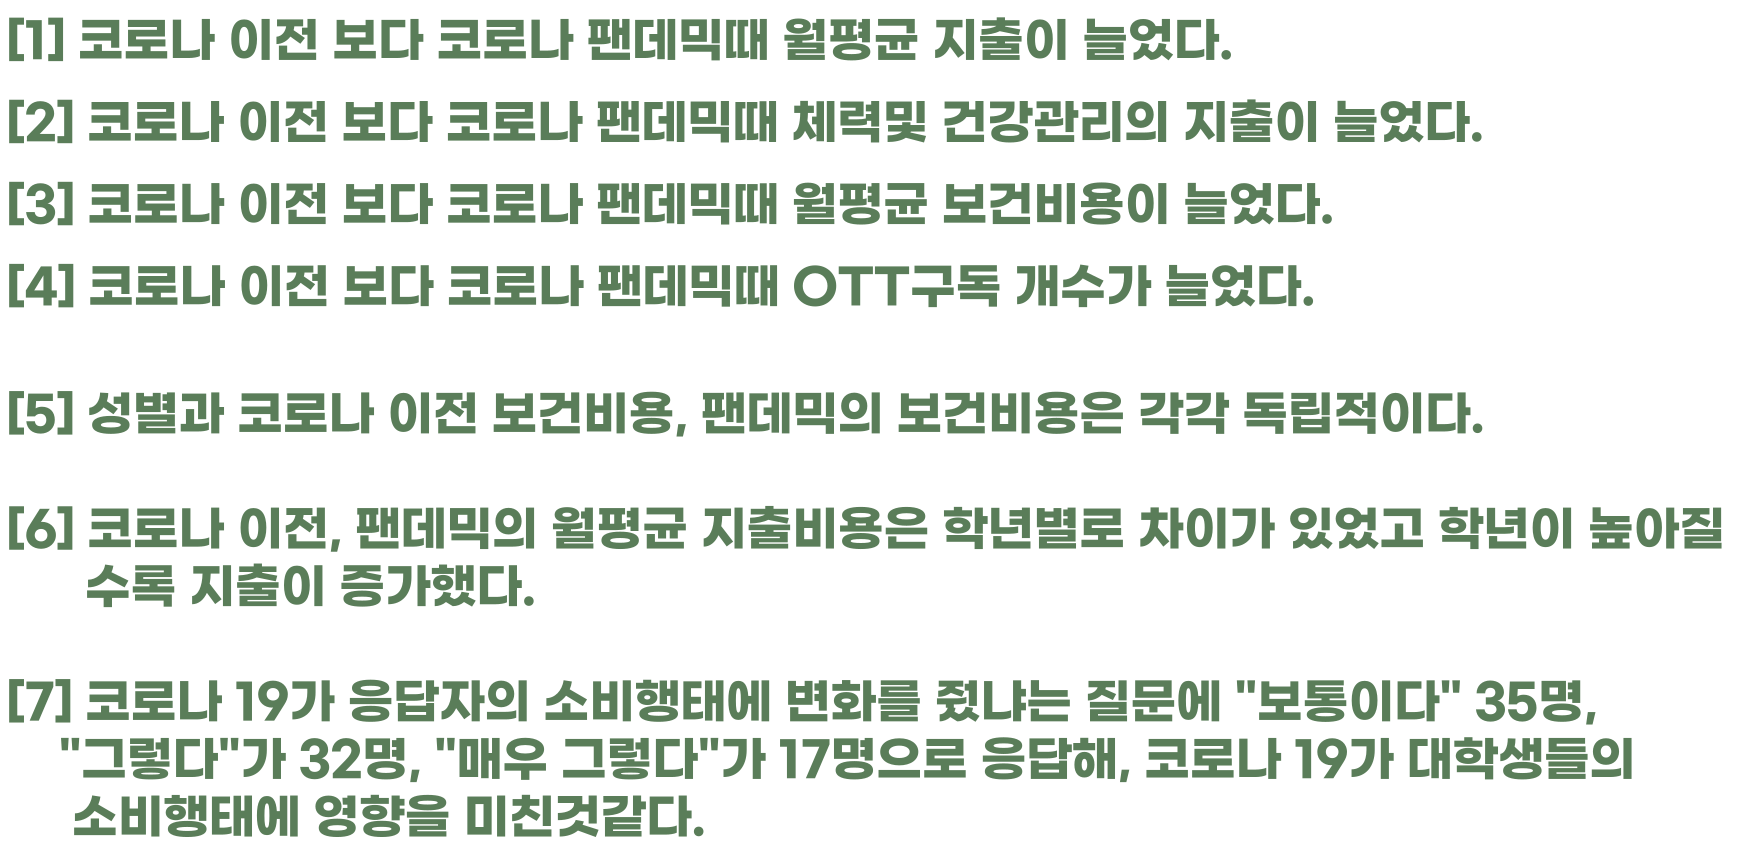 [1] 코로나 이전 보다 코로나 팬데믹때 월평균 지출이 늘었다.
[2] 코로나 이전 보다 코로나 팬데믹때 체력및 건강관리의 지출이 늘었다.
[3] 코로나 이전 보다 코로나 팬데믹때 월평균 보건비용이 늘었다.
[4] 코로나 이전 보다 코로나 팬데믹때 OTT구독 개수가 늘었다.
[5] 성별과 코로나 이전 보건비용, 팬데믹의 보건비용은 각각 독립적이다.
[6] 코로나 이전, 팬데믹의 월평균 지출비용은 학년별로 차이가 있었고 학년이 높아질
수록 지출이 증가했다.
[7] 코로나 19가 응답자의 소비행태에 변화를 줬냐는 질문에 "보통이다" 35명,
"그렇다"가 32명, "매우 그렇다"가 17명으로 응답해, 코로나 19가 대학생들의
소비행태에 영향을 미친것같다.